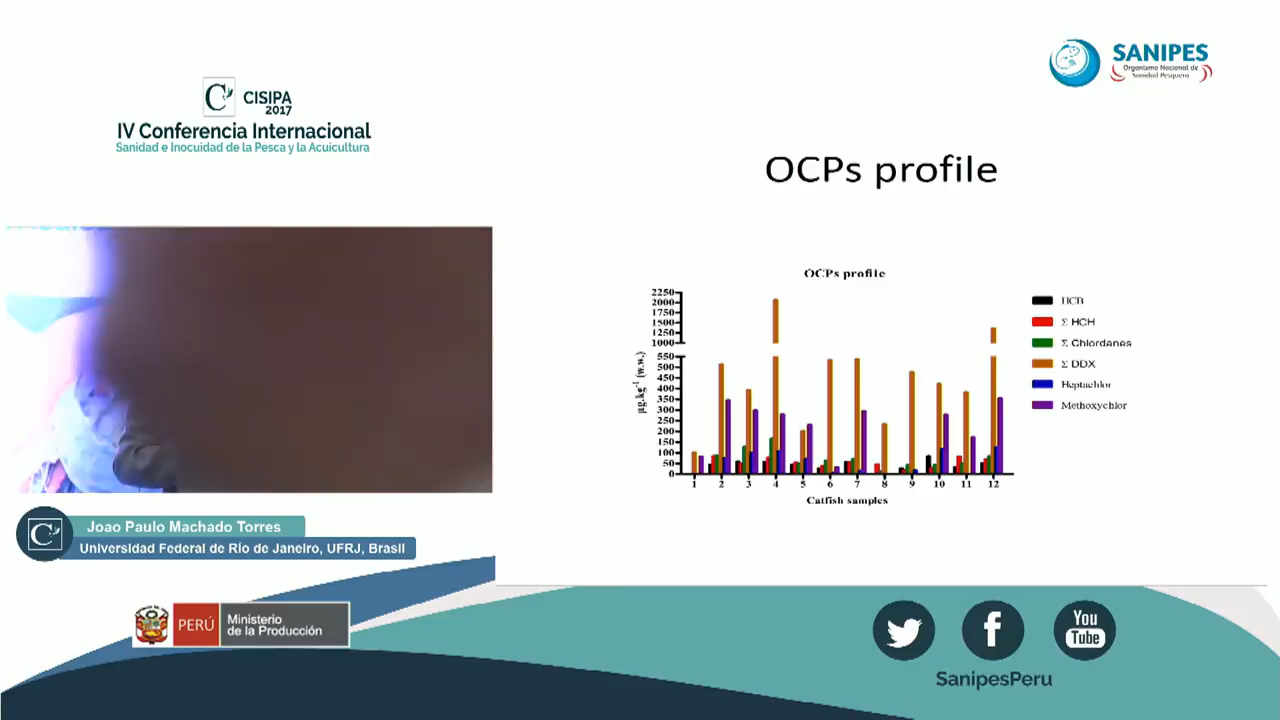 SANIPES
Organismo Nacional de
Sanidad Pesquera
C
CISIPA
2017
IV Conferencia Internacional
Sanidad e Inocuidad de la Pesca y la Acuicultura
OCPs profile
OCPs profile
2250
2000
1750
1500
1250
1000
550
500
450
400
350
300
250
200
150
100
50
0
µg.kg⁻¹ (w.w.)
1 2 3 4 5 6 7 8 9 10 11 12
Catfish samples
HCB
Σ HCH
Σ Chlordanes
Σ DDX
Heptachlor
Methoxychlor
C
Joao Paulo Machado Torres
Universidad Federal de Río de Janeiro, UFRJ, Brasil
PERÚ
Ministerio
de la Producción
f
You
Tube
SanipesPeru